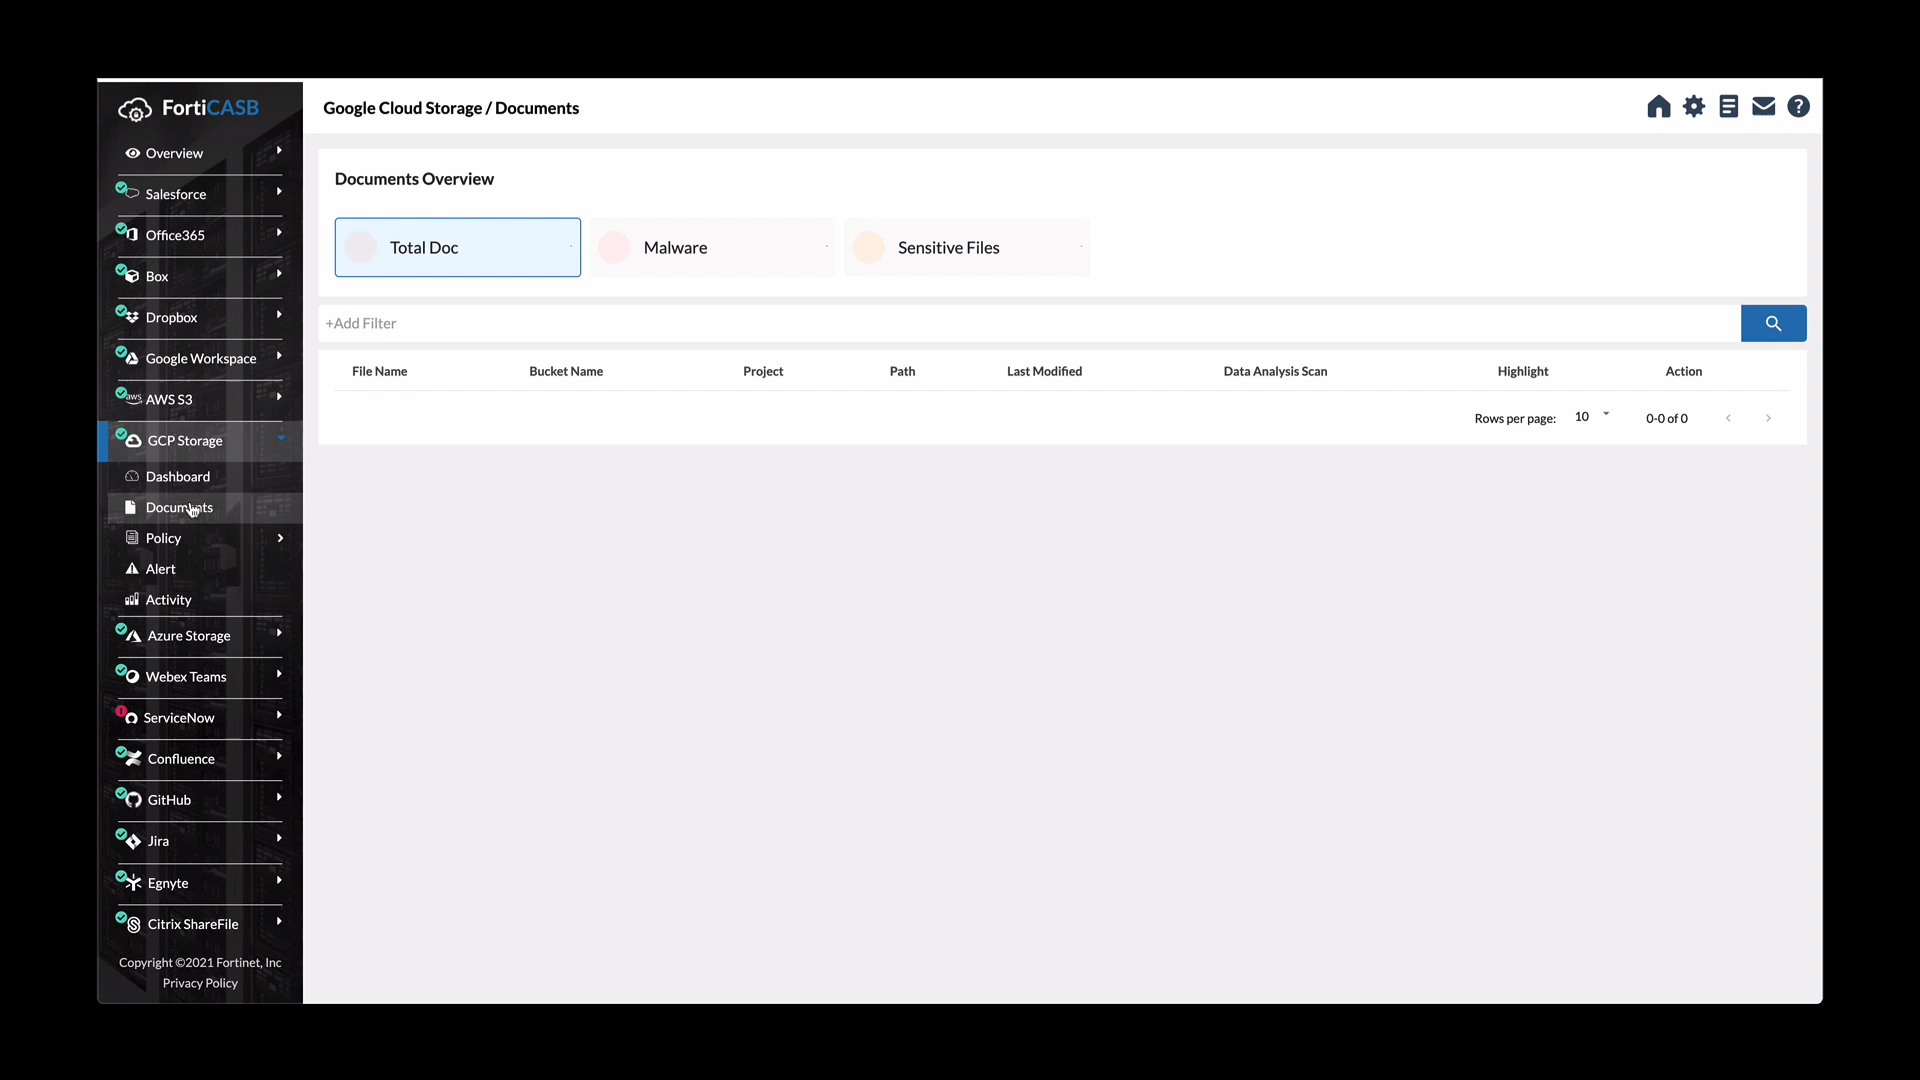 FortiCASB
Google Cloud Storage / Documents
Overview
Salesforce
Office365
Box
Dropbox
Google Workspace
aws AWS S3
GCP Storage
Dashboard
Documents
Policy
Alert
Activity
Azure Storage
Webex Teams
ServiceNow
Confluence
GitHub
Jira
Egnyte
Citrix ShareFile
Copyright ©2021 Fortinet, Inc
Privacy Policy
Documents Overview
Total Doc
Malware
Sensitive Files
+Add Filter
File Name Bucket Name Project Path Last Modified Data Analysis Scan Highlight Action
Rows per page: 10 0-0 of 0